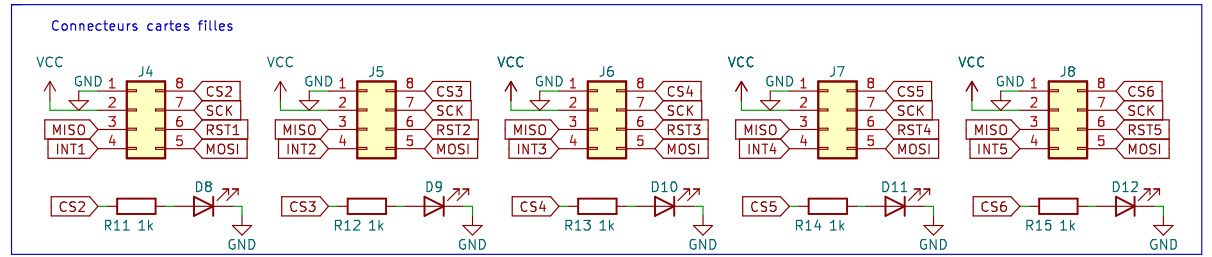 Connecteurs cartes filles
VCC GND 1 J4 8 CS2 VCC GND 1 J5 8 CS3 VCC GND 1 J6 8 CS4 VCC GND 1 J7 8 CS5 VCC GND 1 J8 8 CS6
2 7 SCK 2 7 SCK 2 7 SCK 2 7 SCK 2 7 SCK
MISO 3 6 RST1 MISO 3 6 RST2 MISO 3 6 RST3 MISO 3 6 RST4 MISO 3 6 RST5
INT1 4 5 MOSI INT2 4 5 MOSI INT3 4 5 MOSI INT4 4 5 MOSI INT5 4 5 MOSI
D8 D9 D10 D11 D12
CS2 CS3 CS4 CS5 CS6
R11 1k R12 1k R13 1k R14 1k R15 1k
GND GND GND GND GND